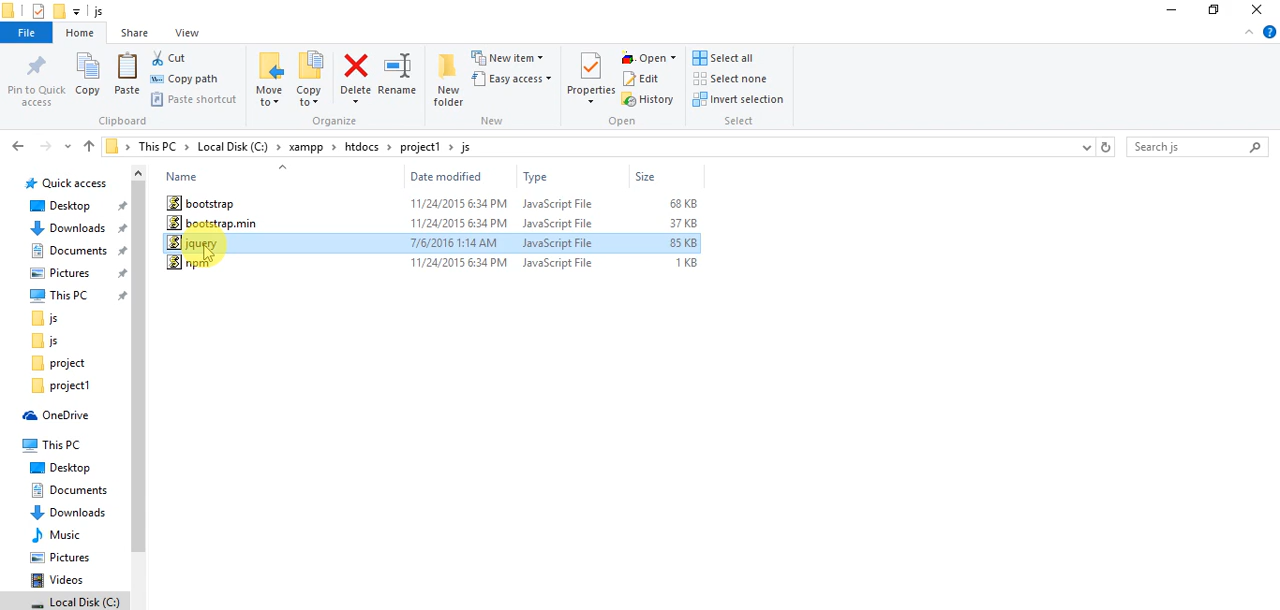 js
File Home Share View
Pin to Quick access
Copy
Paste
Cut
Copy path
Paste shortcut
Clipboard
Move to
Copy to
Delete
Rename
Organize
New folder
New item
Easy access
New
Properties
Open
Edit
History
Open
Select all
Select none
Invert selection
Select
This PC Local Disk (C:) xampp htdocs project1 js
Search js
Name Date modified Type Size
bootstrap 11/24/2015 6:34 PM JavaScript File 68 KB
bootstrap.min 11/24/2015 6:34 PM JavaScript File 37 KB
jquery 7/6/2016 1:14 AM JavaScript File 85 KB
npm 11/24/2015 6:34 PM JavaScript File 1 KB
Quick access
Desktop
Downloads
Documents
Pictures
This PC
js
js
project
project1
OneDrive
This PC
Desktop
Documents
Downloads
Music
Pictures
Videos
Local Disk (C:)